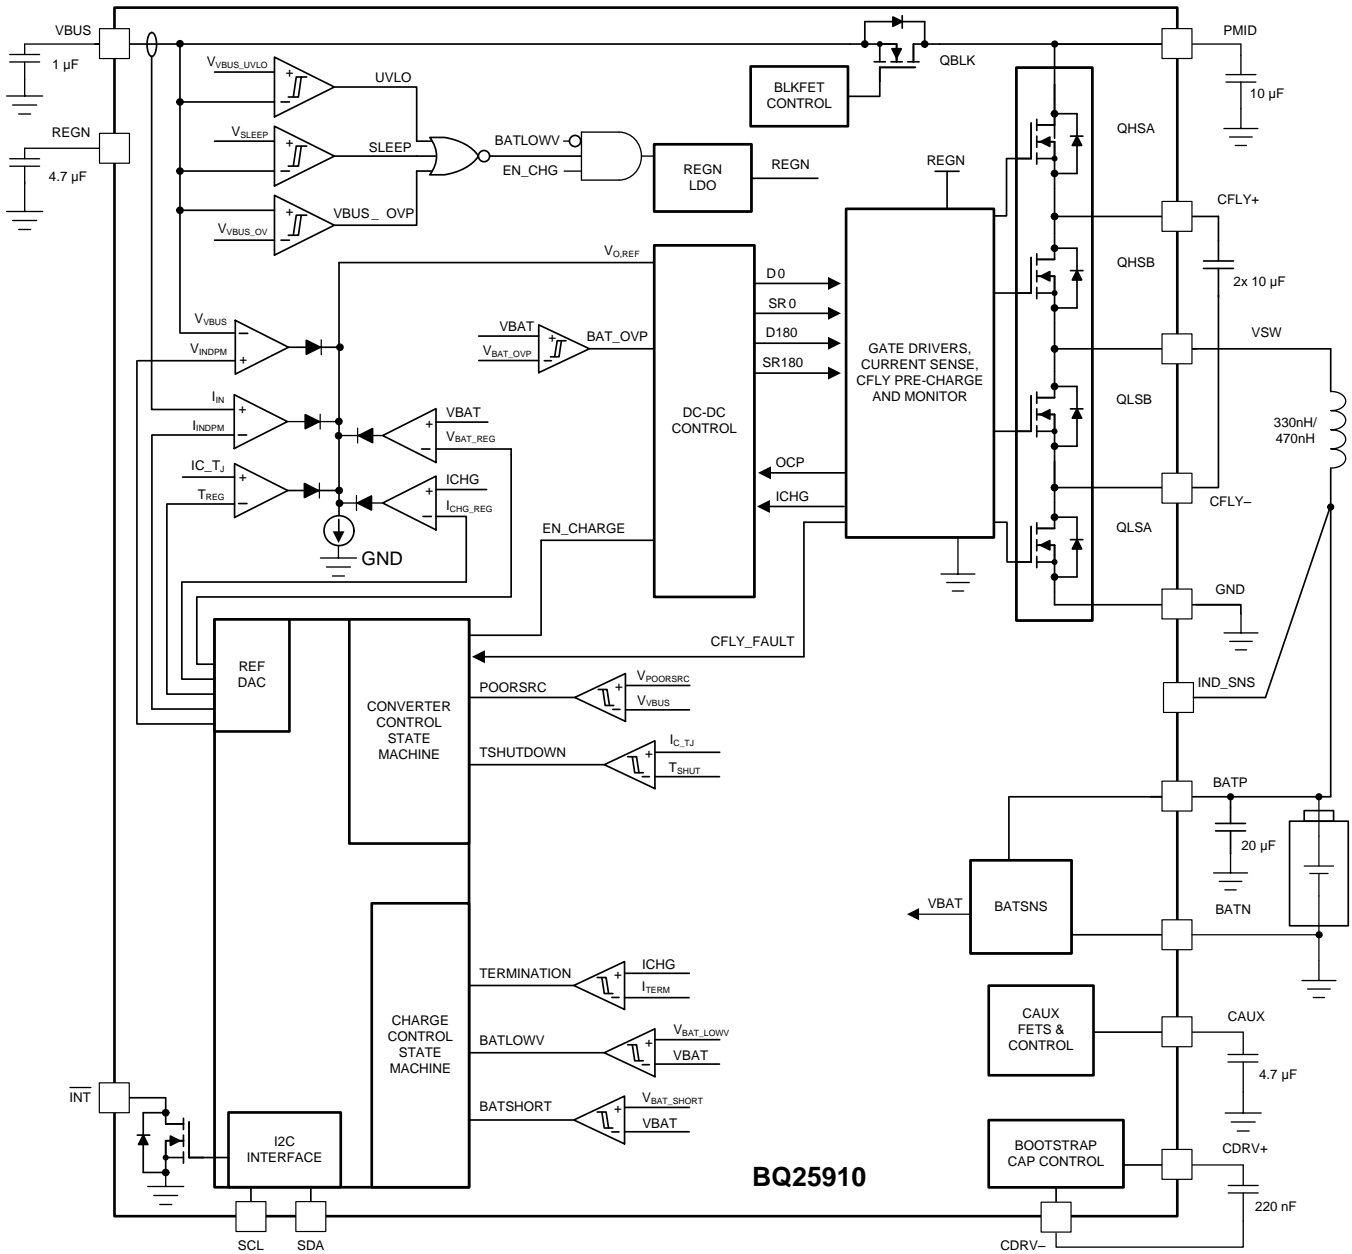 VBUS
1 µF
REGN
4.7 µF
V_VBUS_UVLO
+
–
UVLO
V_SLEEP
+
–
SLEEP
+
–
VBUS_ OVP
V_VBUS_OV
BATLOWV
EN_CHG
REGN
LDO
REGN
BLKFET
CONTROL
QBLK
PMID
10 µF
QHSA
CFLY+
QHSB
2x 10 µF
VSW
QLSB
330nH/
470nH
CFLY–
QLSA
GND
IND_SNS
REGN
GATE DRIVERS,
CURRENT SENSE,
CFLY PRE-CHARGE
AND MONITOR
V_O,REF
D0
SR0
D180
SR180
DC-DC
CONTROL
OCP
ICHG
VBAT
V_BAT_OVP
+
–
BAT_OVP
V_VBUS
V_INDPM
–
+
I_IN
I_INDPM
+
–
IC_T_J
T_REG
+
–
+
–
VBAT
V_BAT_REG
+
–
ICHG
I_CHG_REG
GND
EN_CHARGE
CFLY_FAULT
REF
DAC
CONVERTER
CONTROL
STATE
MACHINE
POORSRC
+
–
V_POORSRC
V_VBUS
TSHUTDOWN
+
–
I_C_TJ
T_SHUT
BATP
20 µF
BATN
VBAT
BATSNS
CHARGE
CONTROL
STATE
MACHINE
TERMINATION
+
–
ICHG
I_TERM
BATLOWV
+
–
V_BAT_LOWV
VBAT
BATSHORT
+
–
V_BAT_SHORT
VBAT
CAUX
FETS &
CONTROL
CAUX
4.7 µF
BOOTSTRAP
CAP CONTROL
CDRV+
220 nF
CDRV–
INT
I2C
INTERFACE
SCL
SDA
BQ25910